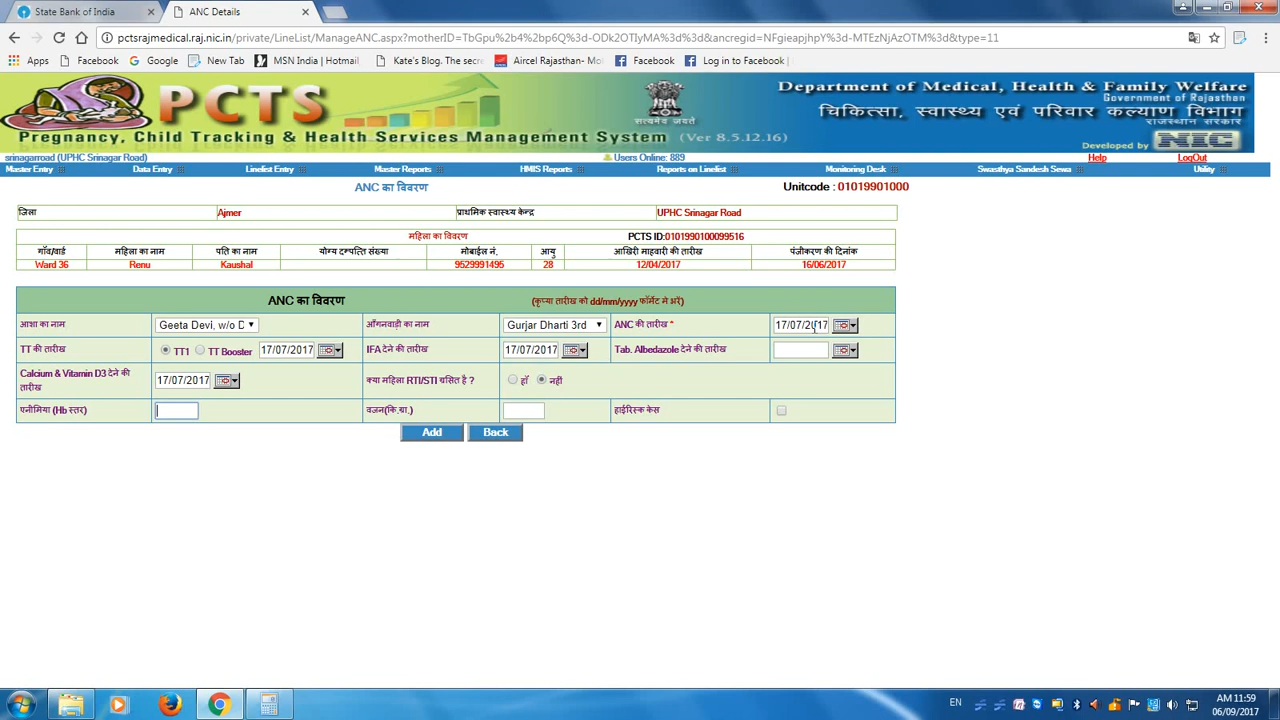 State Bank of India
ANC Details
pctsrajmedical.raj.nic.in/private/LineList/ManageANC.aspx?motherID=TbGpu%2b4%2bp6Q%3d-ODk2OTIyMA%3d%3d&ancregid=NFgieapjhpY%3d-MTEzNjAzOTM%3d&type=11
Apps Facebook Google New Tab MSN India | Hotmail Kate's Blog. The secre Aircel Rajasthan- Mo Facebook Log in to Facebook |
PCTS
Pregnancy, Child Tracking & Health Services Management System (Ver 8.5.12.16)
सत्यमेव जयते
Department of Medical, Health & Family Welfare
Government of Rajasthan
चिकित्सा, स्वास्थ्य एवं परिवार कल्याण विभाग
राजस्थान सरकार
Developed by NIC
srinagarroad (UPHC Srinagar Road) Users Online: 889 Help LogOut
Master Entry Data Entry Linelist Entry Master Reports HMIS Reports Reports on Linelist Monitoring Desk Swasthya Sandesh Sewa Utility
ANC का विवरण Unitcode : 01019901000
जिला Ajmer प्राथमिक स्वास्थ्य केन्द्र UPHC Srinagar Road
महिला का विवरण PCTS ID:0101990100099516
गाँव/वार्ड महिला का नाम पति का नाम योग्य दम्पत्ति संख्या मोबाईल नं. आयु आखिरी माहवारी की तारीख पंजीकरण की दिनांक
Ward 36 Renu Kaushal 9529991495 28 12/04/2017 16/06/2017
ANC का विवरण (कृप्या तारीख को dd/mm/yyyy फॉर्मेट मे भरें)
आशा का नाम Geeta Devi, w/o D आँगनवाड़ी का नाम Gurjar Dharti 3rd ANC की तारीख * 17/07/2017
TT की तारीख TT1 TT Booster 17/07/2017 IFA देने की तारीख 17/07/2017 Tab. Albedazole देने की तारीख
Calcium & Vitamin D3 देने की तारीख 17/07/2017 क्या महिला RTI/STI ग्रसित है ? हाँ नहीं
एनीमिया (Hb स्तर) वजन(कि.ग्रा.) हाईरिस्क केस
Add Back
EN AM 11:59
06/09/2017